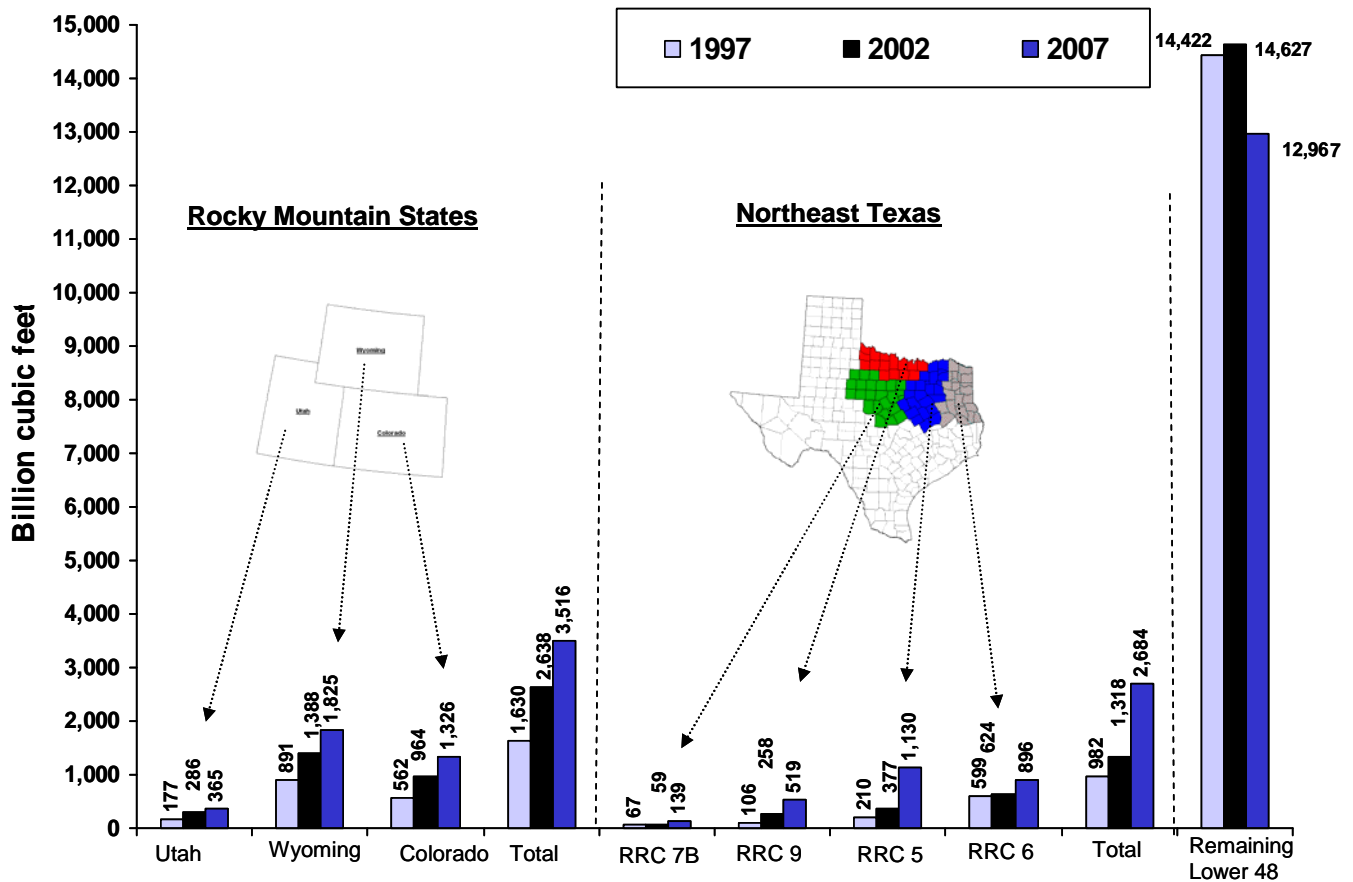 15,000
14,000
13,000
12,000
11,000
10,000
9,000
8,000
7,000
6,000
5,000
4,000
3,000
2,000
1,000
0
Billion cubic feet
1997 2002 2007
Rocky Mountain States
Northeast Texas
Wyoming
Utah
Colorado
177 286 365
891 1,388 1,825
562 964 1,326
1,630 2,638 3,516
67 59 139
106 258 519
210 377 1,130
599 624 896
982 1,318 2,684
14,422 14,627 12,967
Utah Wyoming Colorado Total RRC 7B RRC 9 RRC 5 RRC 6 Total Remaining
Lower 48